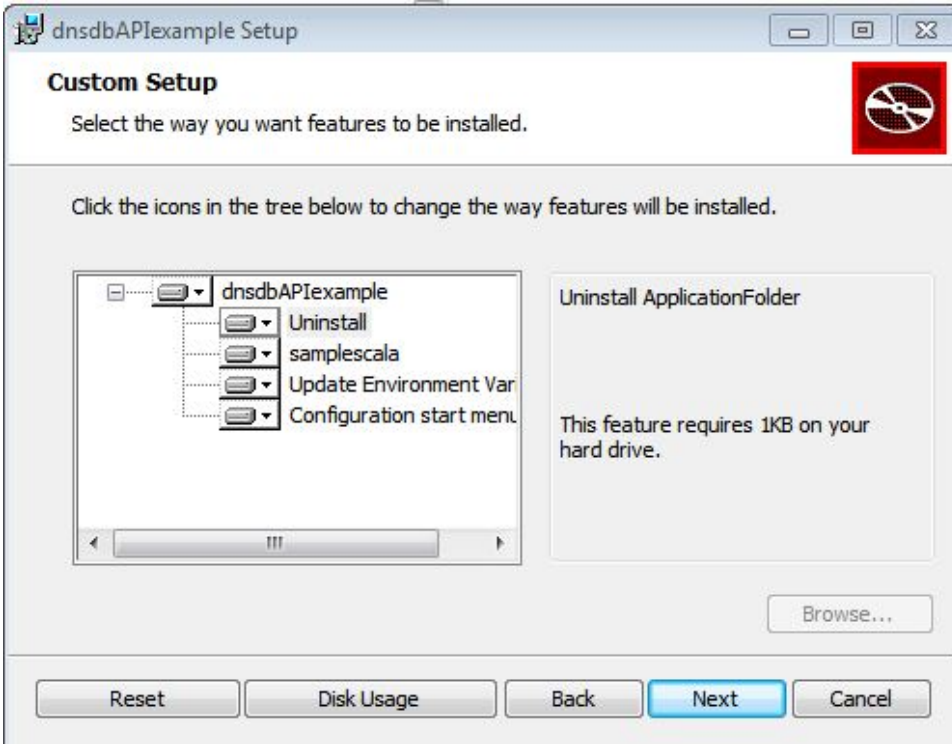 dnsdbAPIexample Setup
Custom Setup
Select the way you want features to be installed.
Click the icons in the tree below to change the way features will be installed.
dnsdbAPIexample
Uninstall
samplescala
Update Environment Var
Configuration start menu
Uninstall ApplicationFolder
This feature requires 1KB on your
hard drive.
Browse...
Reset Disk Usage Back Next Cancel